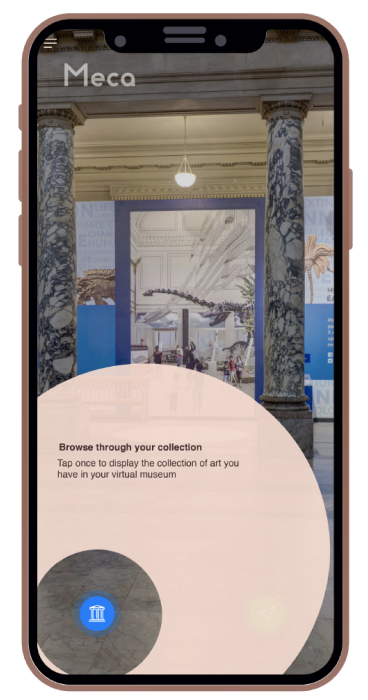 Meca
Browse through your collection
Tap once to display the collection of art you
have in your virtual museum